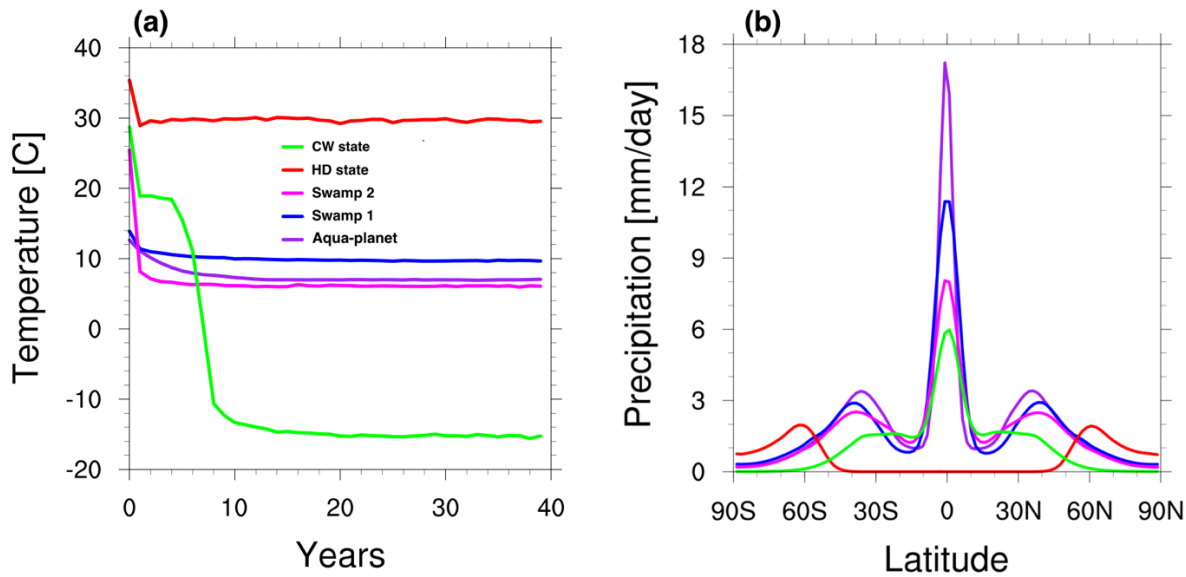 (a)
Temperature [C]
40
30
20
10
0
-10
-20
CW state
HD state
Swamp 2
Swamp 1
Aqua-planet
0
10
20
30
40
Years
(b)
Precipitation [mm/day]
18
15
12
9
6
3
0
90S
60S
30S
0
30N
60N
90N
Latitude